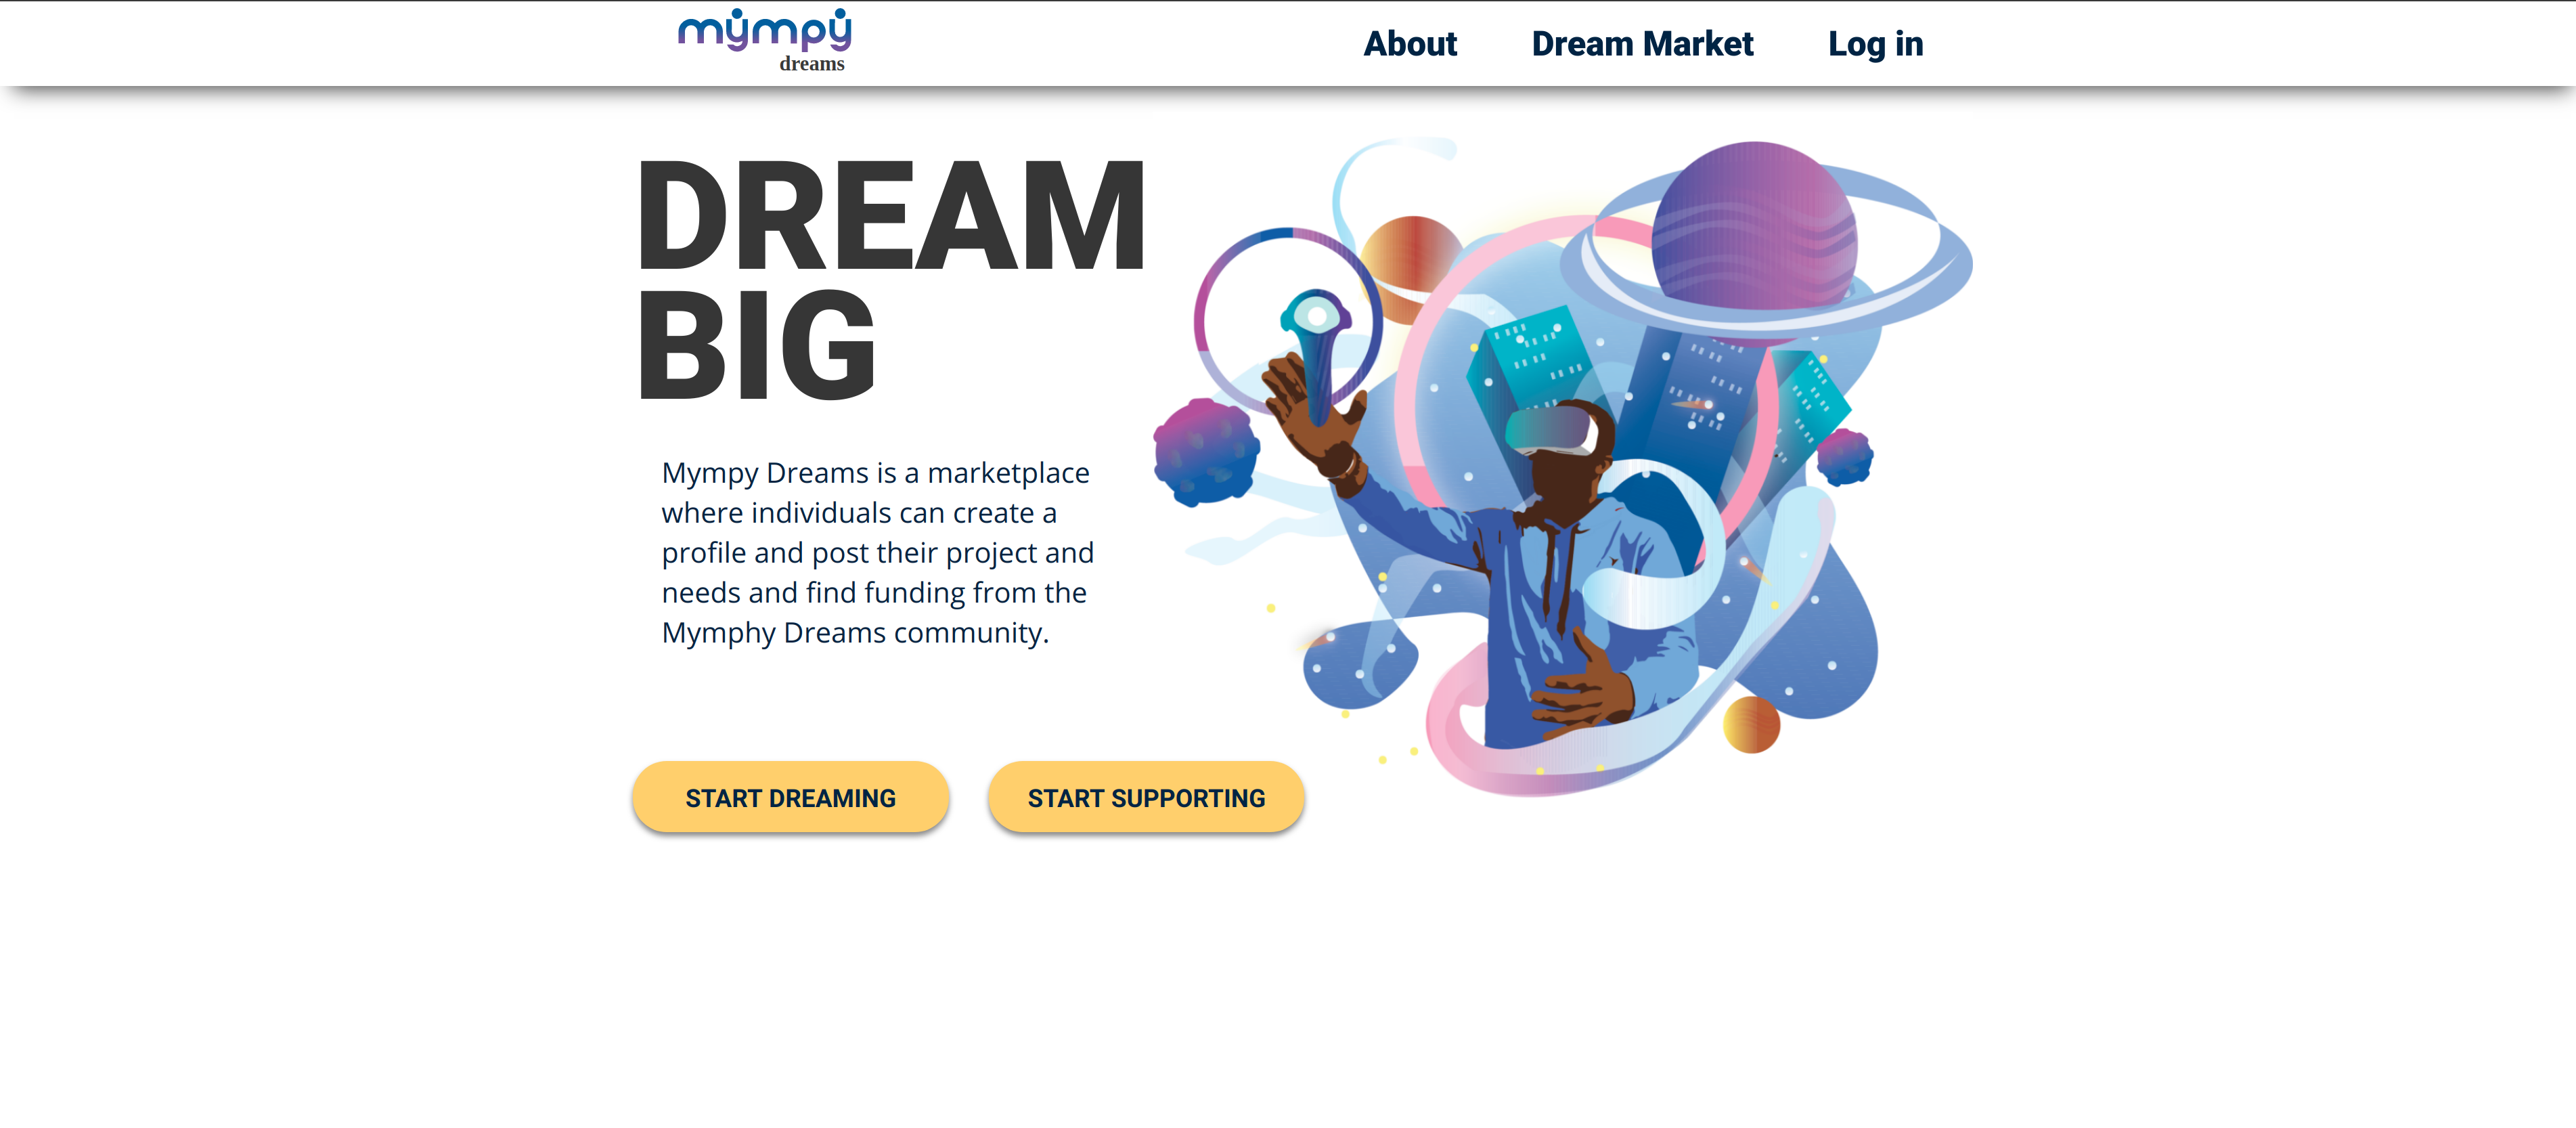 mympy
dreams
About
Dream Market
Log in
DREAM
BIG
Mympy Dreams is a marketplace
where individuals can create a
profile and post their project and
needs and find funding from the
Mymphy Dreams community.
START DREAMING
START SUPPORTING